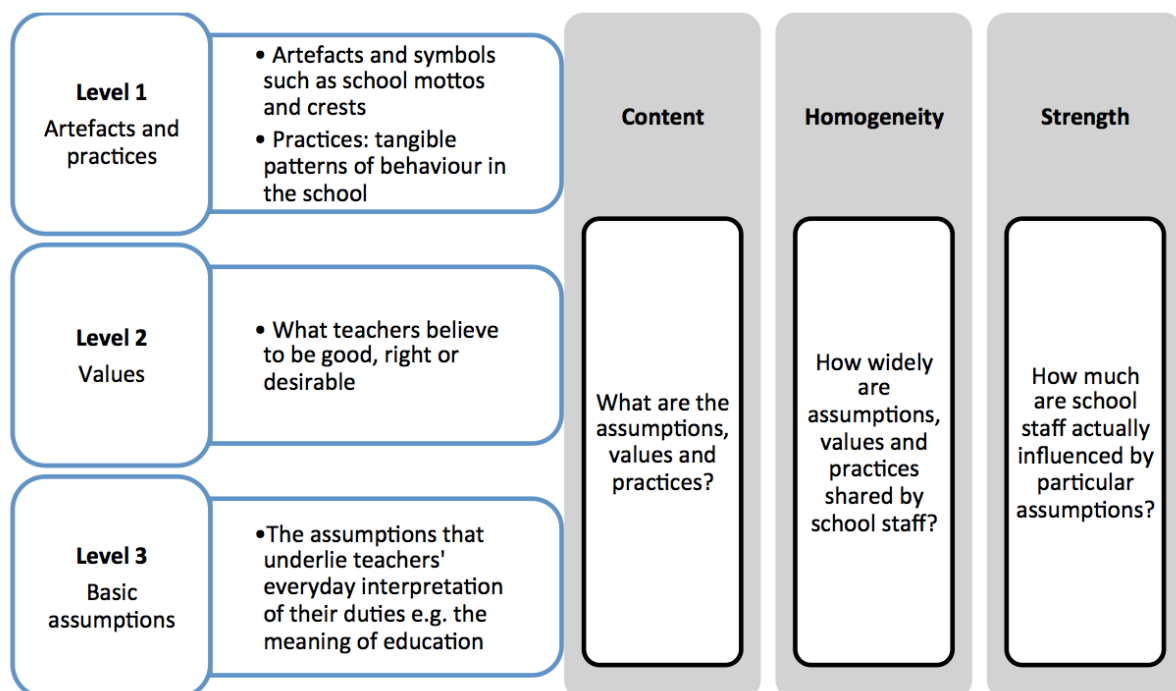 Level 1
Artefacts and
practices
• Artefacts and symbols
such as school mottos
and crests
• Practices: tangible
patterns of behaviour in
the school
Level 2
Values
• What teachers believe
to be good, right or
desirable
Level 3
Basic
assumptions
•The assumptions that
underlie teachers'
everyday interpretation
of their duties e.g. the
meaning of education
Content
What are the
assumptions,
values and
practices?
Homogeneity
How widely
are
assumptions,
values and
practices
shared by
school staff?
Strength
How much
are school
staff actually
influenced by
particular
assumptions?